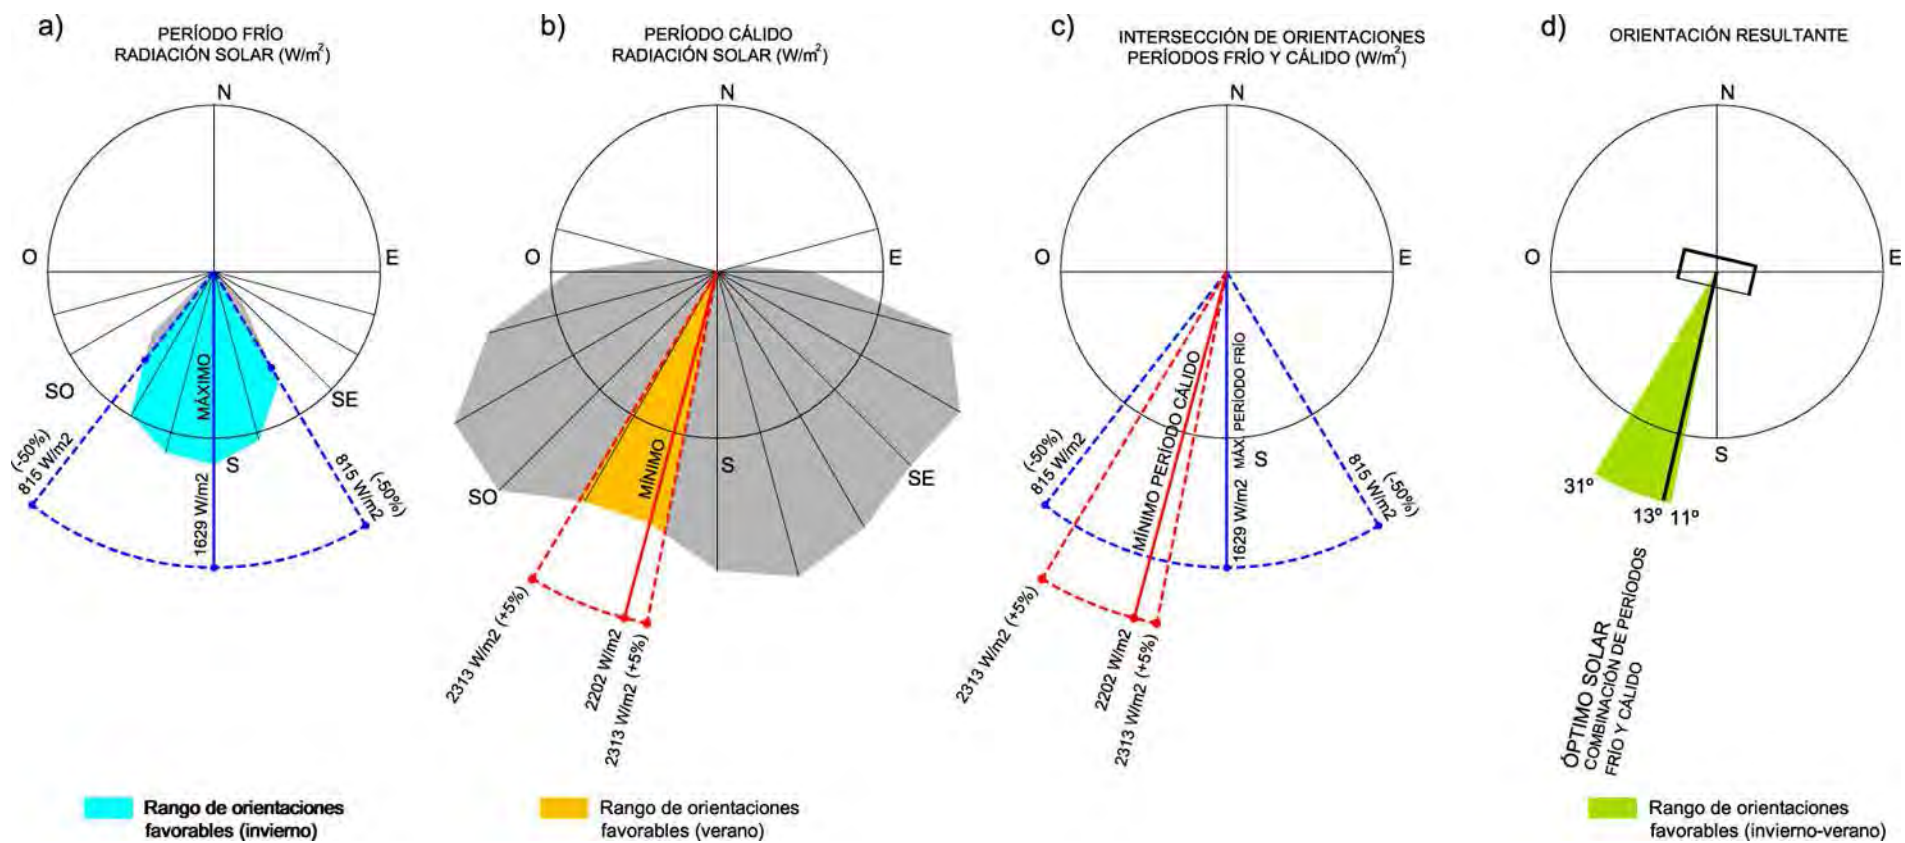 a)
PERÍODO FRÍO
RADIACIÓN SOLAR (W/m²)
N
O
E
SO
SE
S
MÁXIMO
1629 W/m2
(-50%)
815 W/m2
(-50%)
815 W/m2
Rango de orientaciones
favorables (invierno)
b)
PERÍODO CÁLIDO
RADIACIÓN SOLAR (W/m²)
N
O
E
SO
SE
S
MÍNIMO
2313 W/m2 (+5%)
2202 W/m2
2313 W/m2 (+5%)
Rango de orientaciones
favorables (verano)
c)
INTERSECCIÓN DE ORIENTACIONES
PERÍODOS FRÍO Y CÁLIDO (W/m²)
N
O
E
S
(-50%)
815 W/m2
MÍNIMO PERÍODO CÁLIDO
1629 W/m2 MÁX. PERÍODO FRÍO
(-50%)
815 W/m2
2313 W/m2 (+5%)
2202 W/m2
2313 W/m2 (+5%)
d)
ORIENTACIÓN RESULTANTE
N
O
E
S
31º
13º
11º
ÓPTIMO SOLAR
COMBINACIÓN DE PERÍODOS
FRÍO Y CÁLIDO
Rango de orientaciones
favorables (invierno-verano)